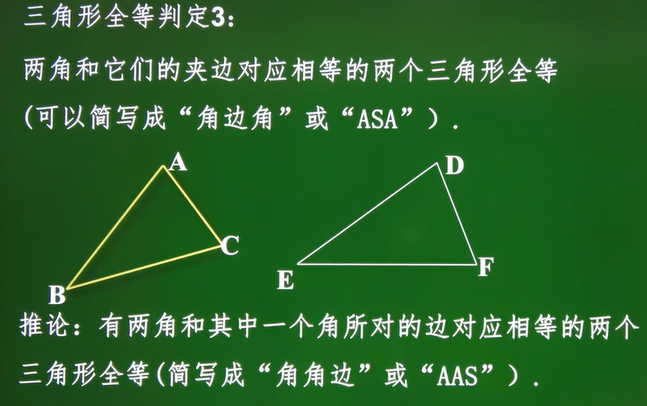 三角形全等判定3：
两角和它们的夹边对应相等的两个三角形全等
(可以简写成“角边角”或“ASA”）.
A
D
C
E
F
B
推论：有两角和其中一个角所对的边对应相等的两个
三角形全等(简写成“角角边”或“AAS”）.